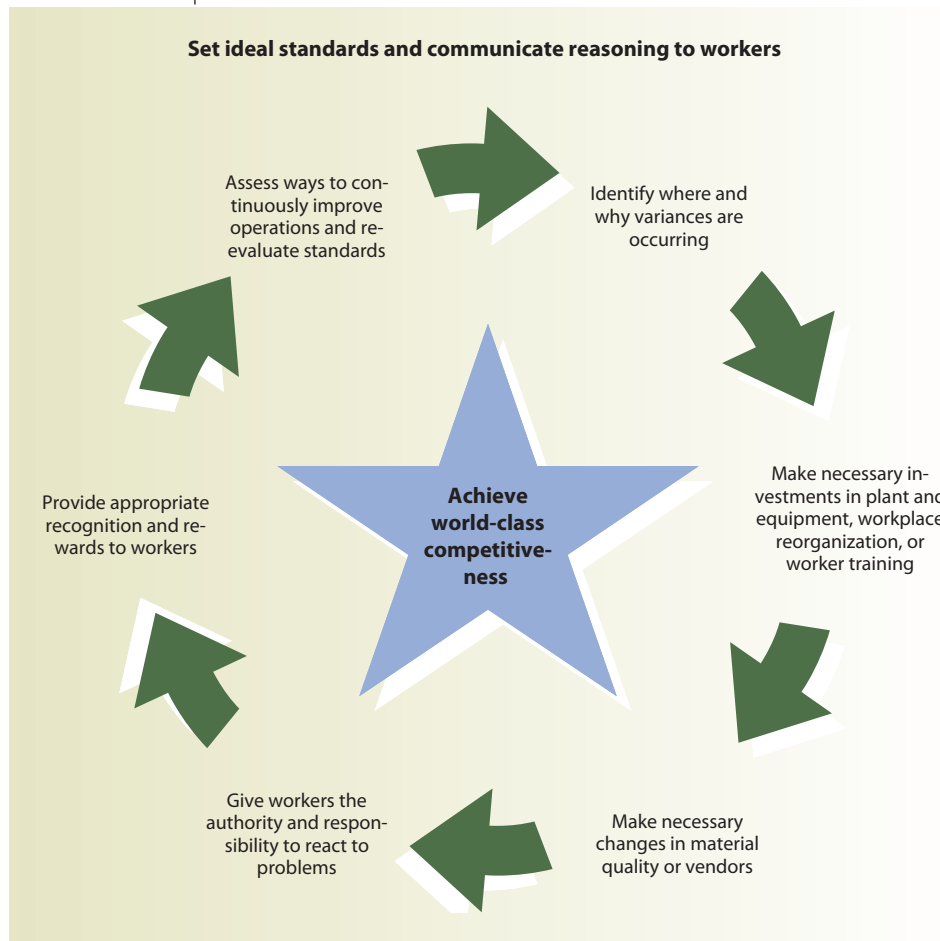 Set ideal standards and communicate reasoning to workers
Assess ways to con-
tinuously improve
operations and re-
evaluate standards
Identify where and
why variances are
occurring
Make necessary in-
vestments in plant and
equipment, workplace
reorganization, or
worker training
Make necessary
changes in material
quality or vendors
Give workers the
authority and respon-
sibility to react to
problems
Provide appropriate
recognition and re-
wards to workers
Achieve
world-class
competitive-
ness